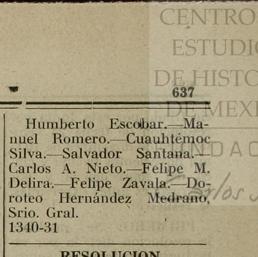 CENTRO
ESTUDI
DE HISTO
DE MEXI
637
Humberto Escobar.—Ma-
nuel Romero.—Cuauhtémoc
Silva.—Salvador Santana.—
Carlos A. Nieto.—Felipe M.
Delira.—Felipe Zavala.—Do-
roteo Hernández Medrano,
Srio. Gral.
1340-31
RESOLUCION